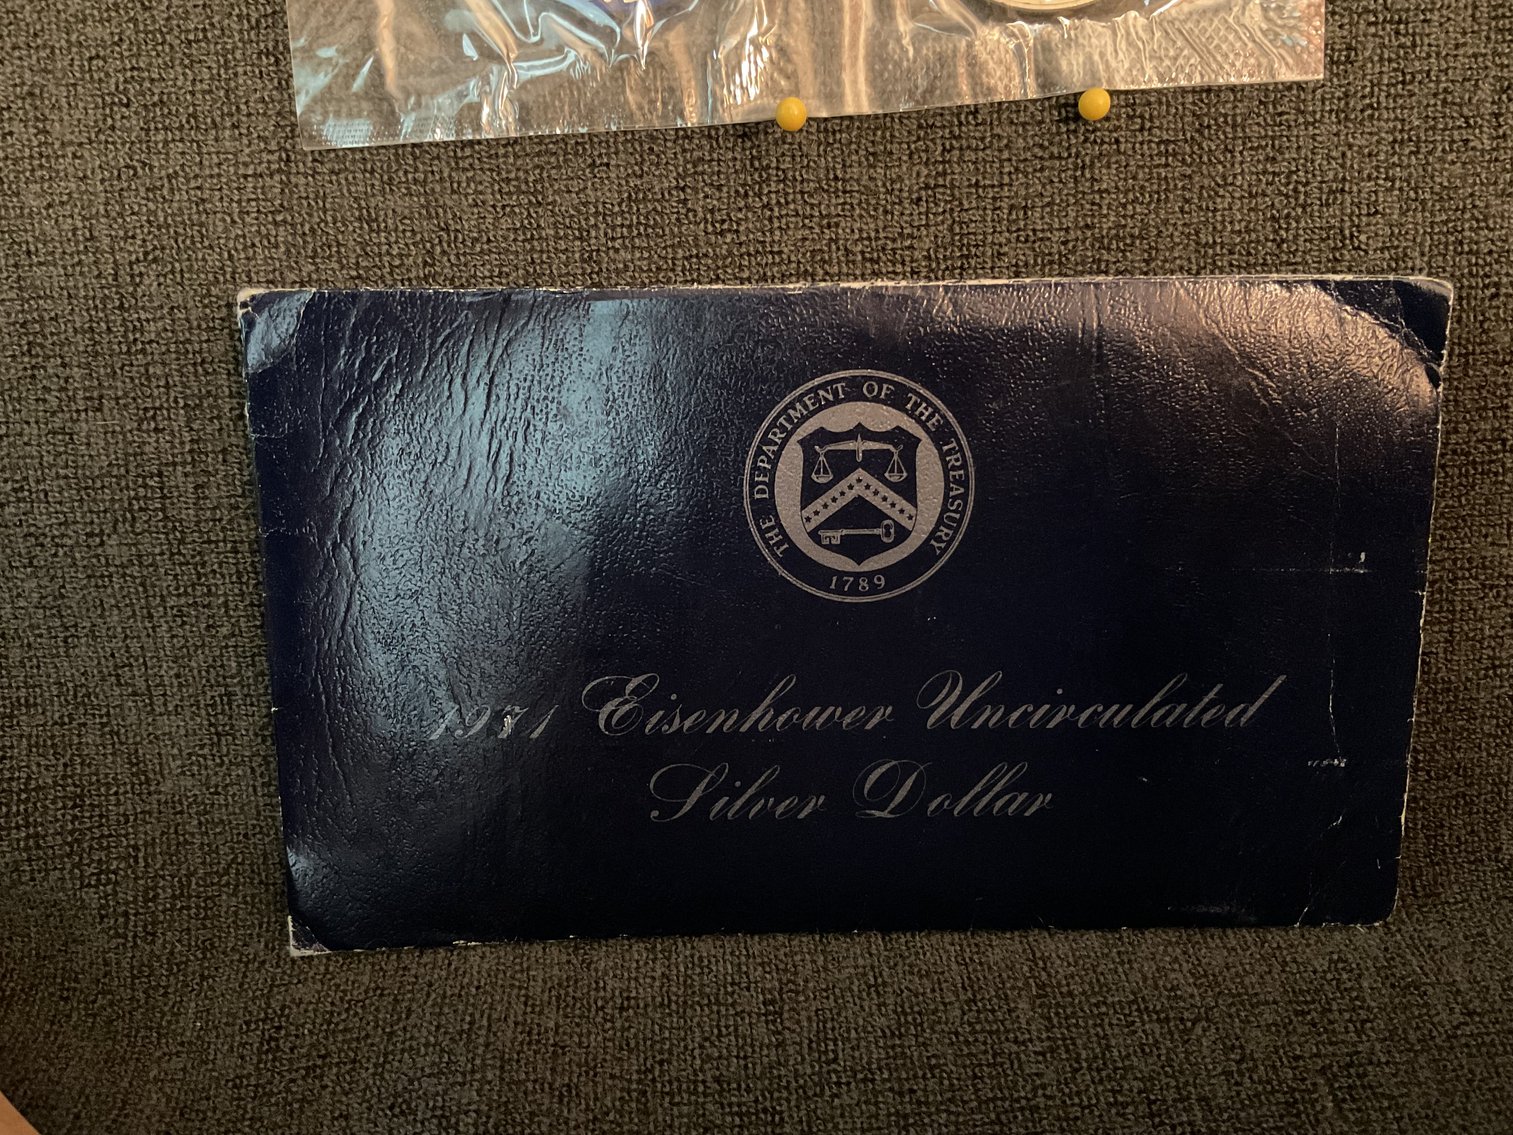 THE DEPARTMENT OF THE TREASURY
1789
1971 Eisenhower Uncirculated
Silver Dollar